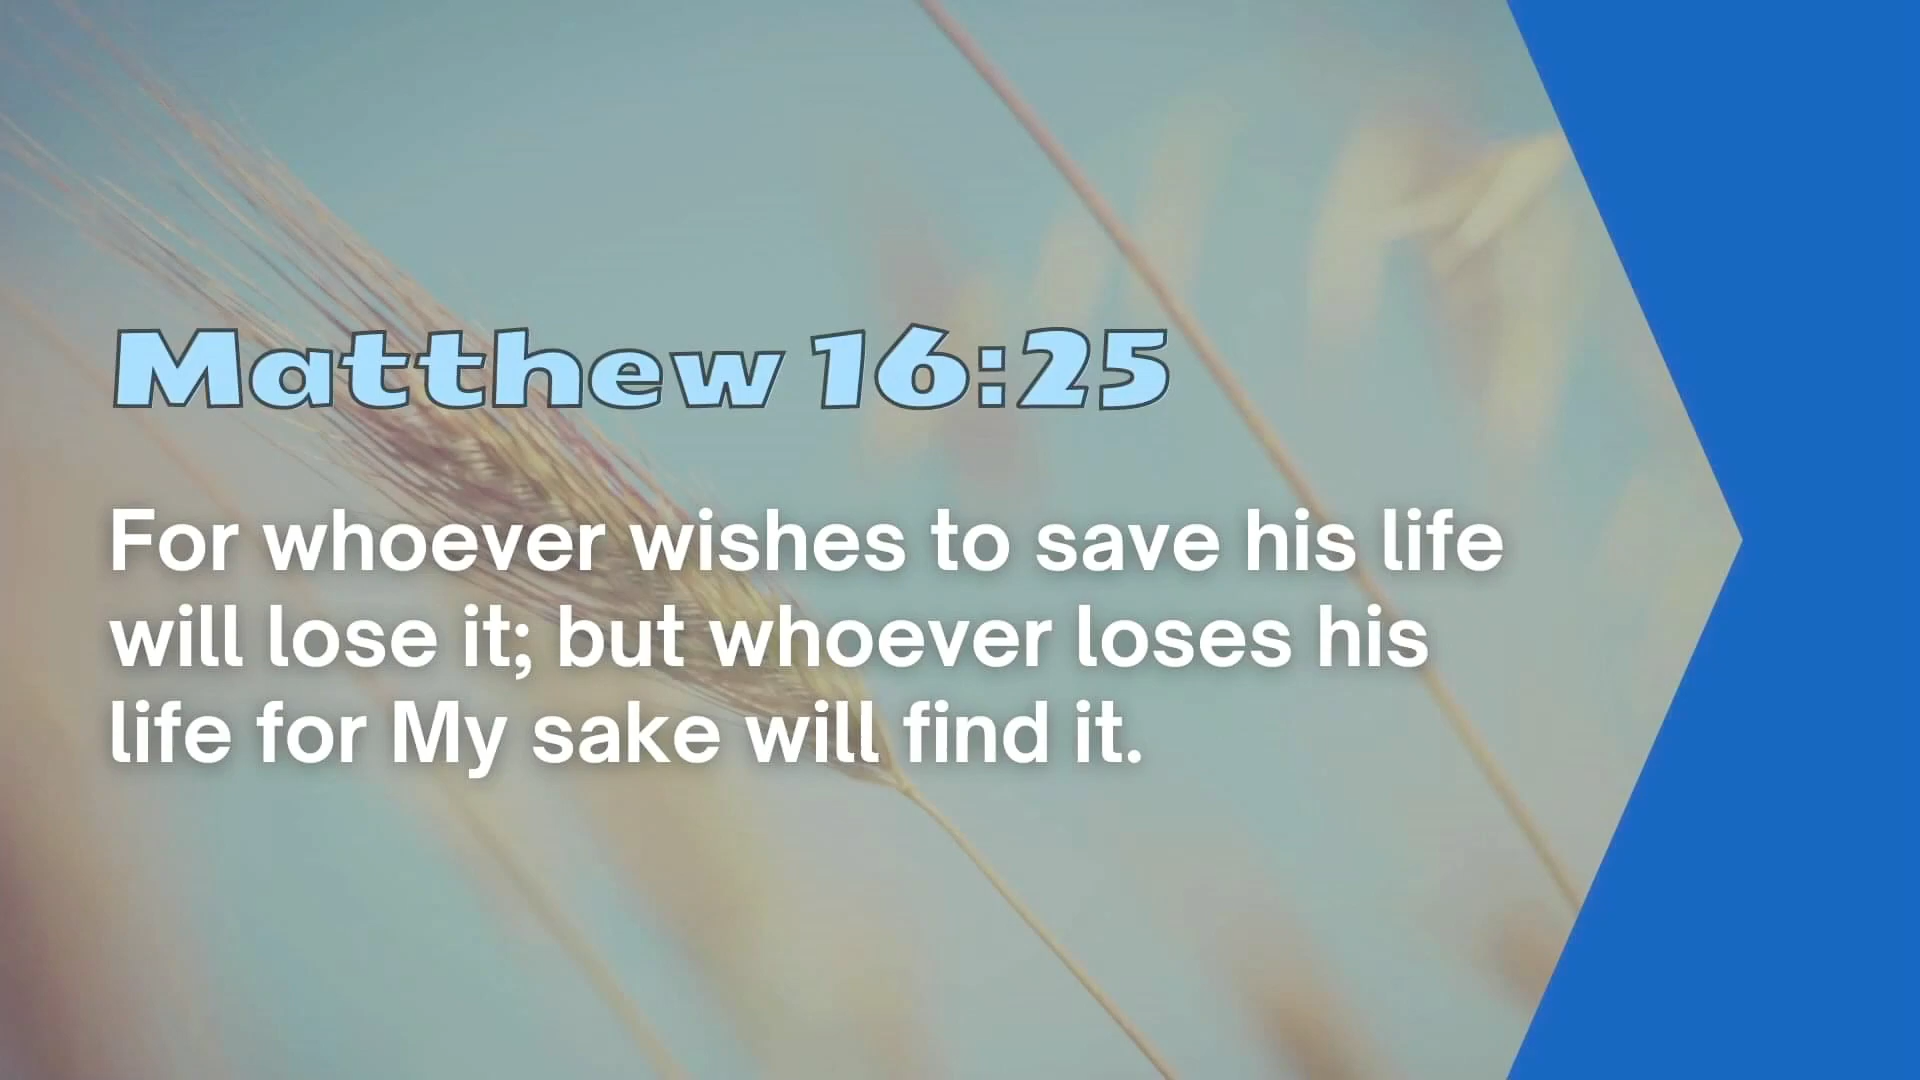 Matthew 16:25
For whoever wishes to save his life
will lose it; but whoever loses his
life for My sake will find it.